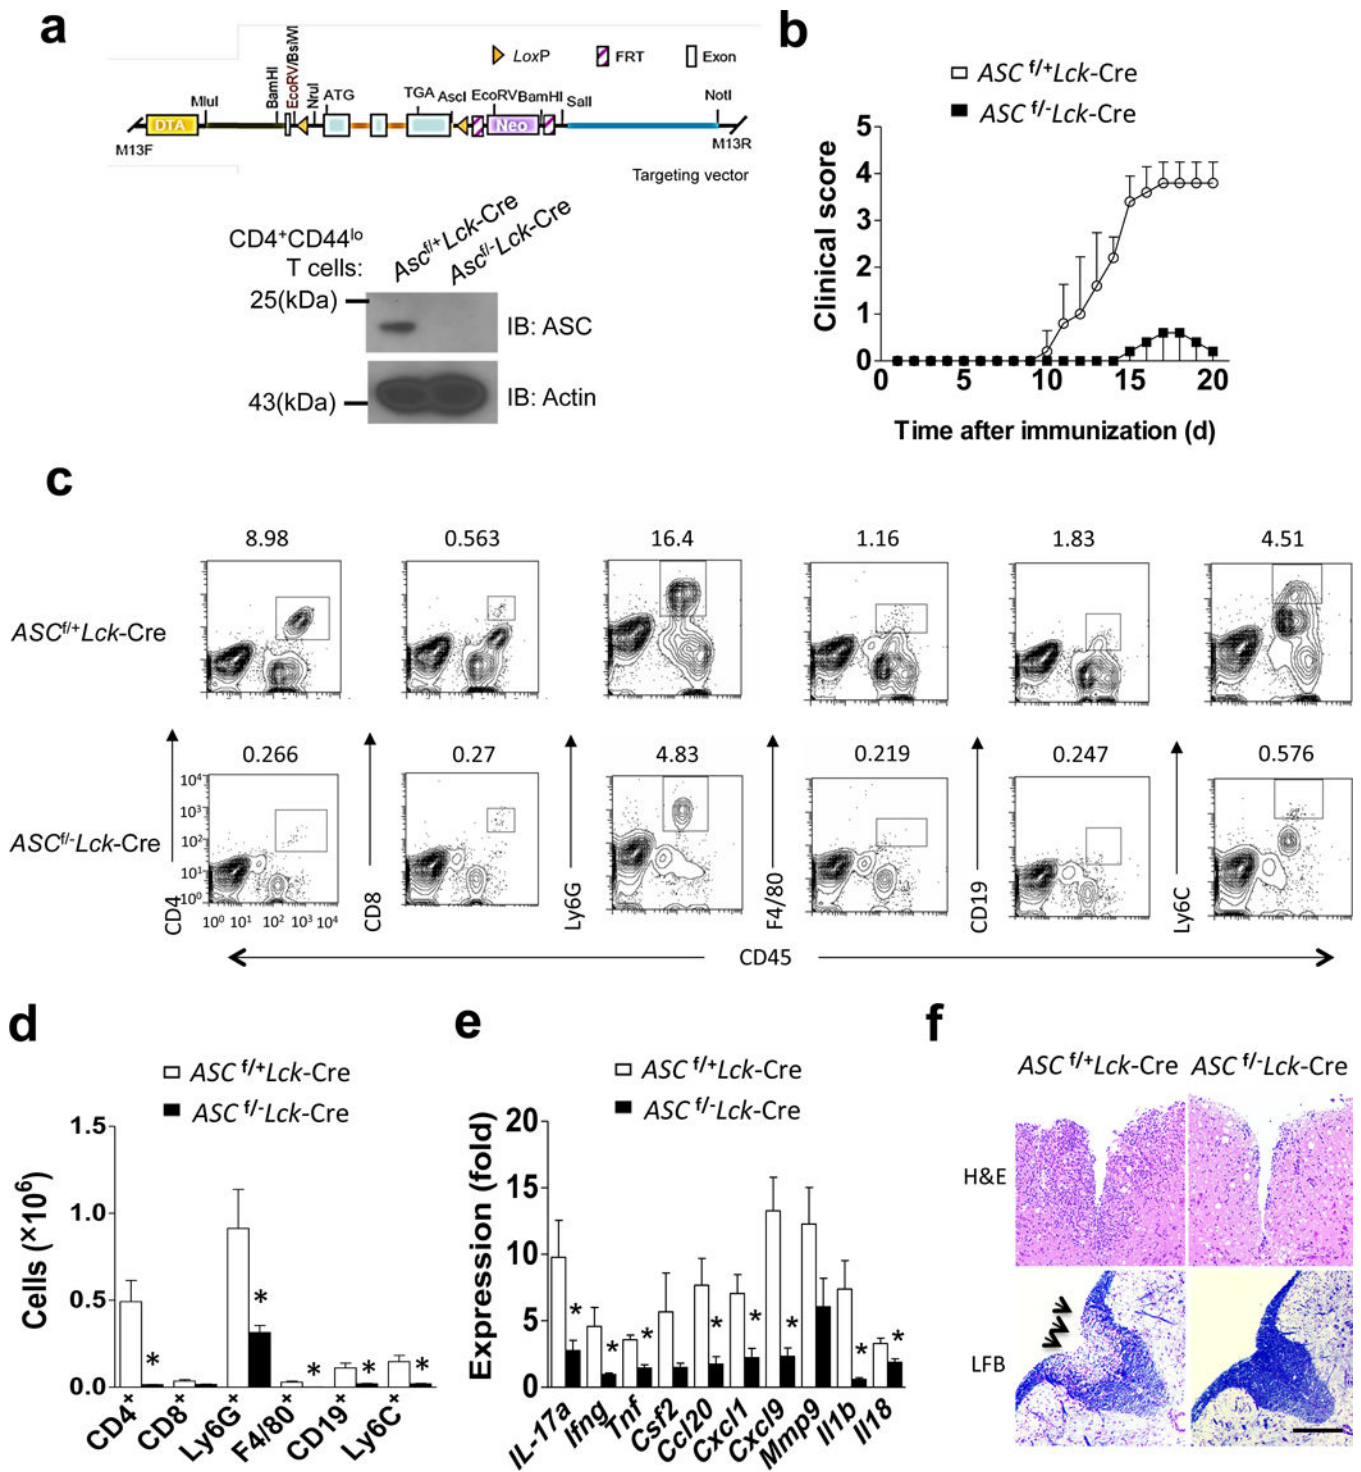 a
LoxP
FRT
Exon
MluI
BamHI
EcoRV/BsiWI
NruI
ATG
TGA
AscI
EcoRV
BamHI
SalI
NotI
DTA
Neo
M13F
M13R
Targeting vector
CD4⁺CD44ˡᵒ
T cells:
Ascf/+Lck-Cre
Ascf/-Lck-Cre
25(kDa)
IB: ASC
43(kDa)
IB: Actin
b
ASC f/+Lck-Cre
ASC f/-Lck-Cre
Clinical score
5
4
3
2
1
0
0 5 10 15 20
Time after immunization (d)
c
8.98 0.563 16.4 1.16 1.83 4.51
ASCf/+Lck-Cre
0.266 0.27 4.83 0.219 0.247 0.576
ASCf/-Lck-Cre
10⁴
10³
10²
10¹
10⁰
10⁰ 10¹ 10² 10³ 10⁴
CD4
CD8
Ly6G
F4/80
CD19
Ly6C
CD45
d
ASC f/+Lck-Cre
ASC f/-Lck-Cre
Cells (×10⁶)
1.5
1.0
0.5
0.0
* * * * *
CD4⁺ CD8⁺ Ly6G⁺ F4/80⁺ CD19⁺ Ly6C⁺
e
ASC f/+Lck-Cre
ASC f/-Lck-Cre
Expression (fold)
20
15
10
5
0
* * * * * * * *
IL-17a Ifng Tnf Csf2 Ccl20 Cxcl1 Cxcl9 Mmp9 Il1b Il18
f
ASC f/+Lck-Cre ASC f/-Lck-Cre
H&E
LFB